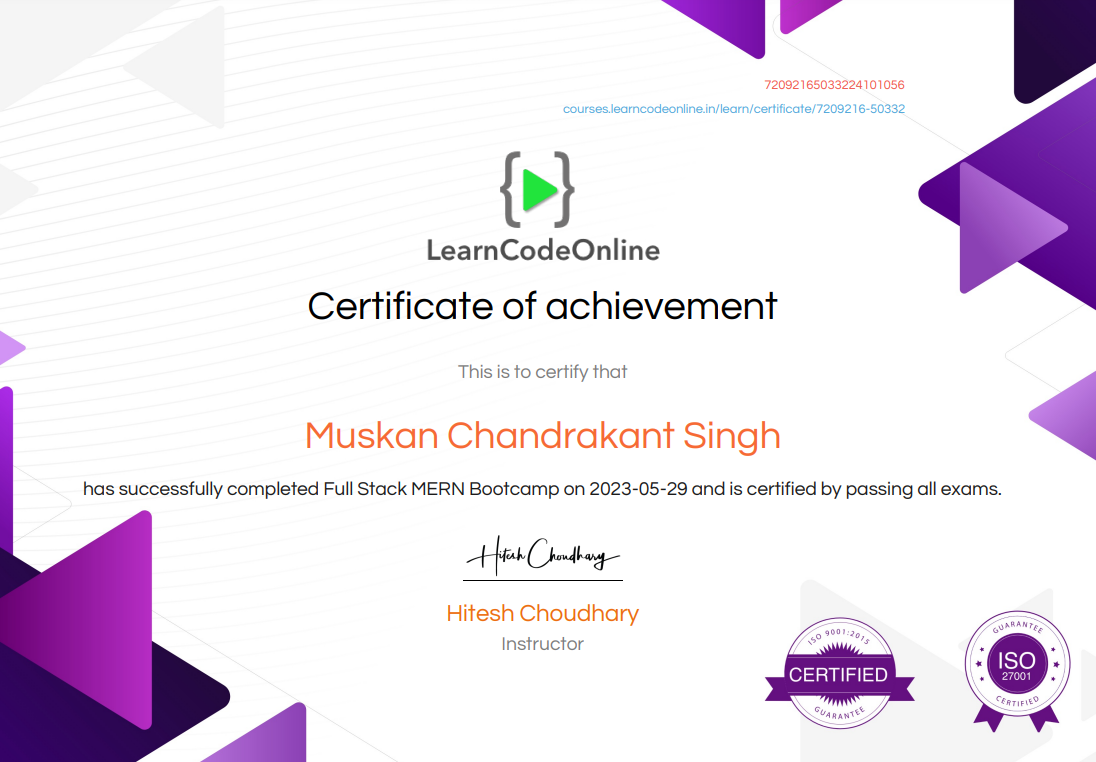 72092165033224101056
courses.learncodeonline.in/learn/certificate/7209216-50332
LearnCodeOnline
Certificate of achievement
This is to certify that
Muskan Chandrakant Singh
has successfully completed Full Stack MERN Bootcamp on 2023-05-29 and is certified by passing all exams.
Hitesh Choudhary
Hitesh Choudhary
Instructor
ISO 9001:2015
CERTIFIED
GUARANTEE
GUARANTEE
ISO
27001
CERTIFIED